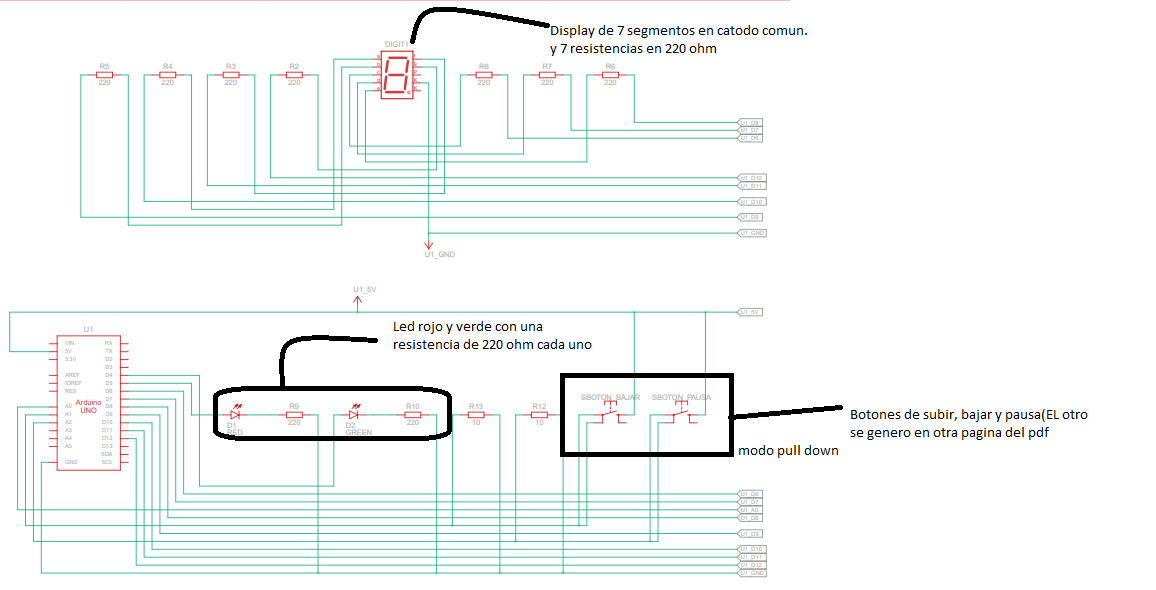 Display de 7 segmentos en catodo comun.
y 7 resistencias en 220 ohm
DIGIT1
R5
R4
R3
R2
R8
R7
R6
220
220
220
220
220
220
220
U1_D8
U1_D7
U1_D6
U1_D12
U1_D11
U1_D10
U1_D9
U1_GND
U1_GND
U1_5V
U1_5V
Led rojo y verde con una
resistencia de 220 ohm cada uno
U1
VIN
5V
3.3V
AREF
IOREF
RES
A0
A1
A2
A3
A4
A5
GND
Arduino
UNO
RX
TX
D2
D3
D4
D5
D6
D7
D8
D9
D10
D11
D12
D13
SDA
SCL
D1
RED
R9
220
D2
GREEN
R10
220
R13
10
R12
10
SBOTON_BAJAR
SBOTON_PAUSA
Botones de subir, bajar y pausa(EL otro
se genero en otra pagina del pdf
modo pull down
U1_D6
U1_D7
U1_A0
U1_D8
U1_D9
U1_D10
U1_D11
U1_D12
U1_GND